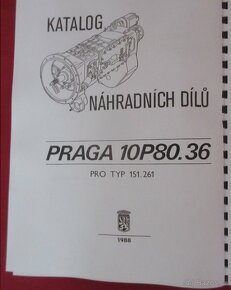 KATALOG
NÁHRADNÍCH DÍLŮ
PRAGA 10P80.36
PRO TYP 151.261
1988